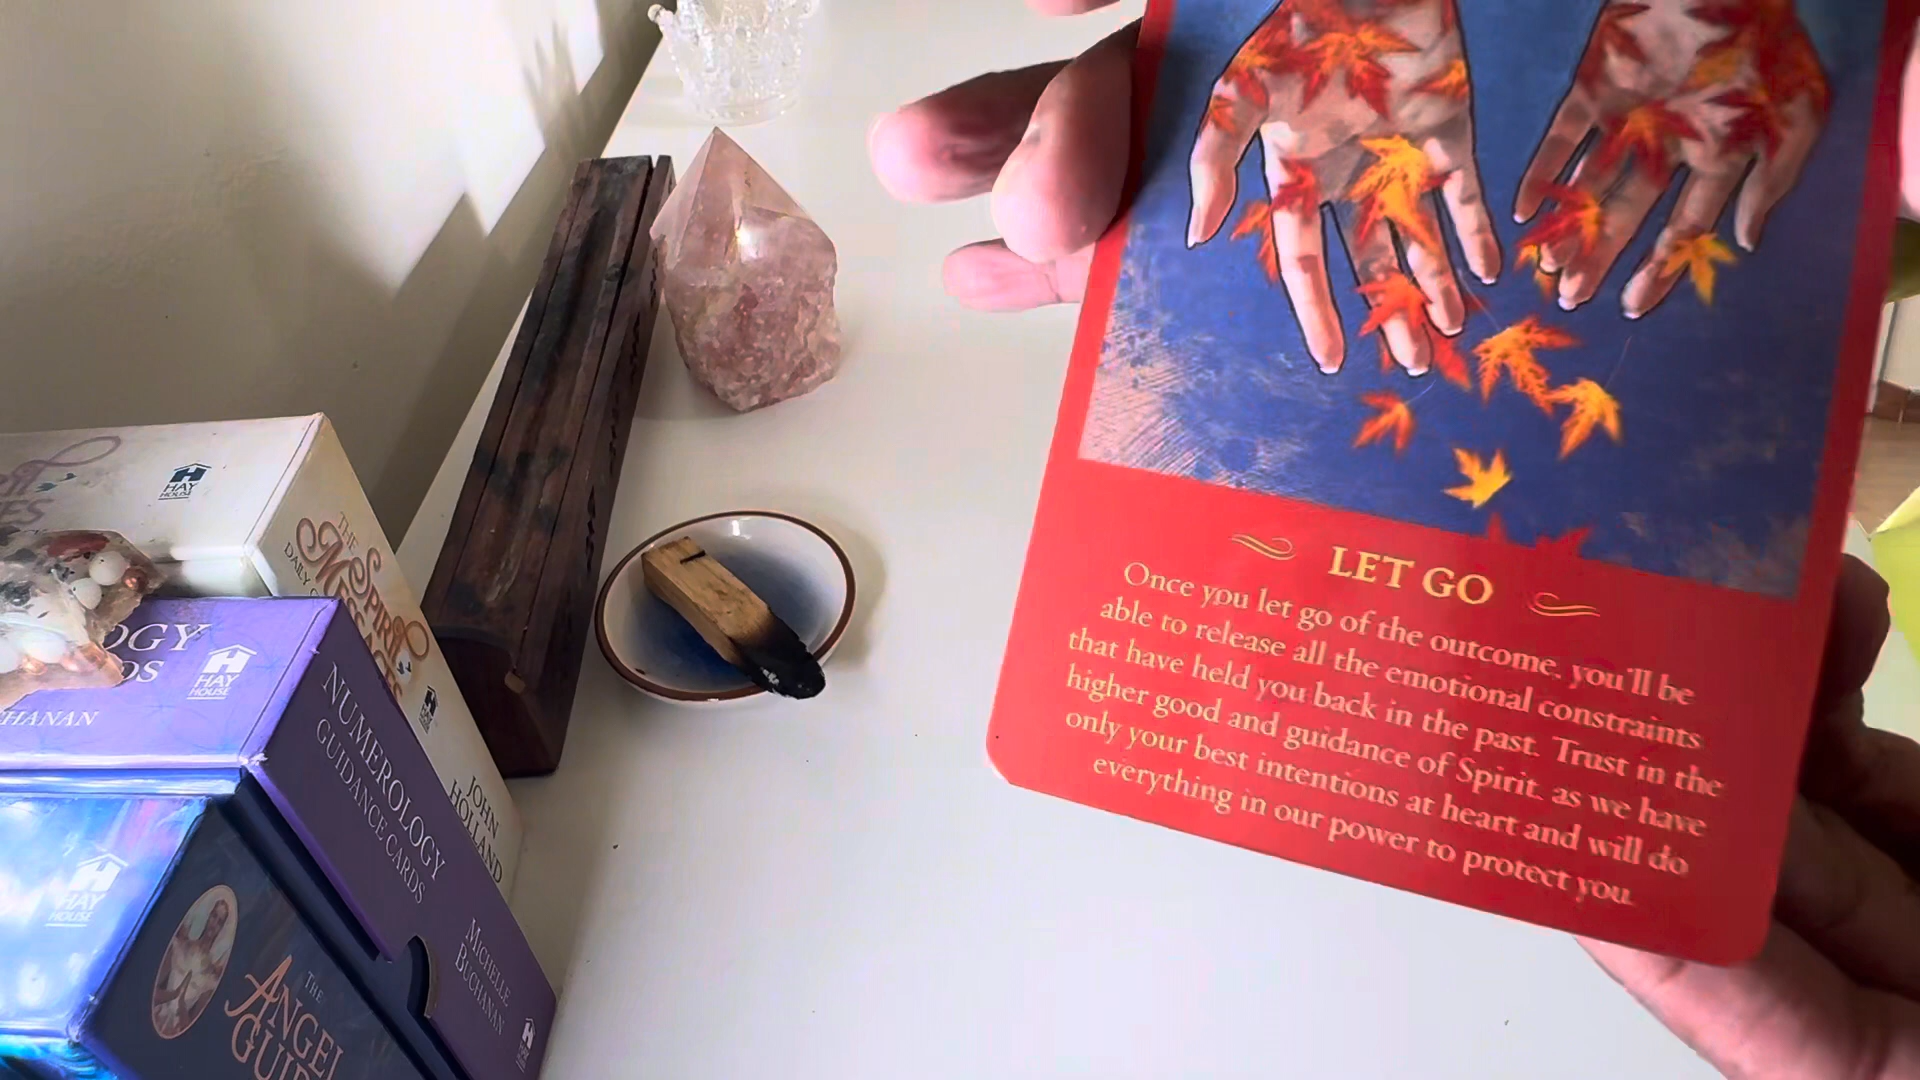 LET GO
Once you let go of the outcome, you'll be
able to release all the emotional constraints
that have held you back in the past. Trust in the
higher good and guidance of Spirit, as we have
only your best intentions at heart and will do
everything in our power to protect you.
HAY
HOUSE
THE
SPIRIT
MESSAGES
DAILY
JOHN
HOLLAND
HAY
HOUSE
NUMEROLOGY
GUIDANCE CARDS
MICHELLE
BUCHANAN
HAY
HOUSE
THE
ANGEL